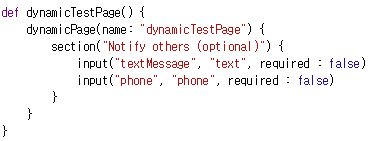 def dynamicTestPage() {
    dynamicPage(name: "dynamicTestPage") {
        section("Notify others (optional)") {
            input("textMessage", "text", required : false)
            input("phone", "phone", required : false)
        }
    }
}